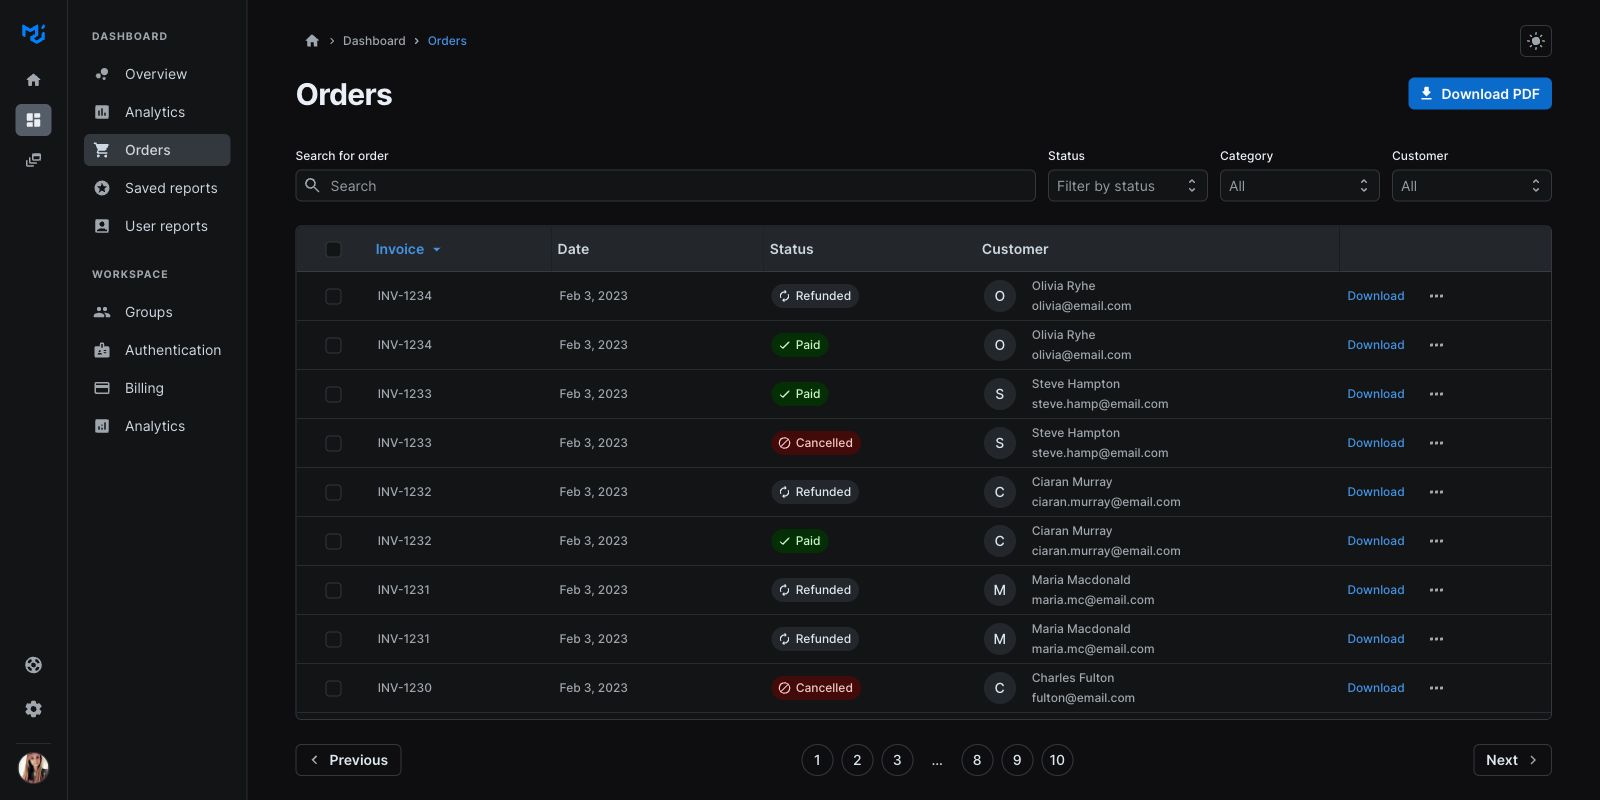 DASHBOARD
Overview
Analytics
Orders
Saved reports
User reports
WORKSPACE
Groups
Authentication
Billing
Analytics
Dashboard Orders
Orders
Download PDF
Search for order Status Category Customer
Search Filter by status All All
Invoice Date Status Customer
INV-1234 Feb 3, 2023 Refunded O Olivia Ryhe Download
olivia@email.com
INV-1234 Feb 3, 2023 Paid O Olivia Ryhe Download
olivia@email.com
INV-1233 Feb 3, 2023 Paid S Steve Hampton Download
steve.hamp@email.com
INV-1233 Feb 3, 2023 Cancelled S Steve Hampton Download
steve.hamp@email.com
INV-1232 Feb 3, 2023 Refunded C Ciaran Murray Download
ciaran.murray@email.com
INV-1232 Feb 3, 2023 Paid C Ciaran Murray Download
ciaran.murray@email.com
INV-1231 Feb 3, 2023 Refunded M Maria Macdonald Download
maria.mc@email.com
INV-1231 Feb 3, 2023 Refunded M Maria Macdonald Download
maria.mc@email.com
INV-1230 Feb 3, 2023 Cancelled C Charles Fulton Download
fulton@email.com
Previous 1 2 3 … 8 9 10 Next